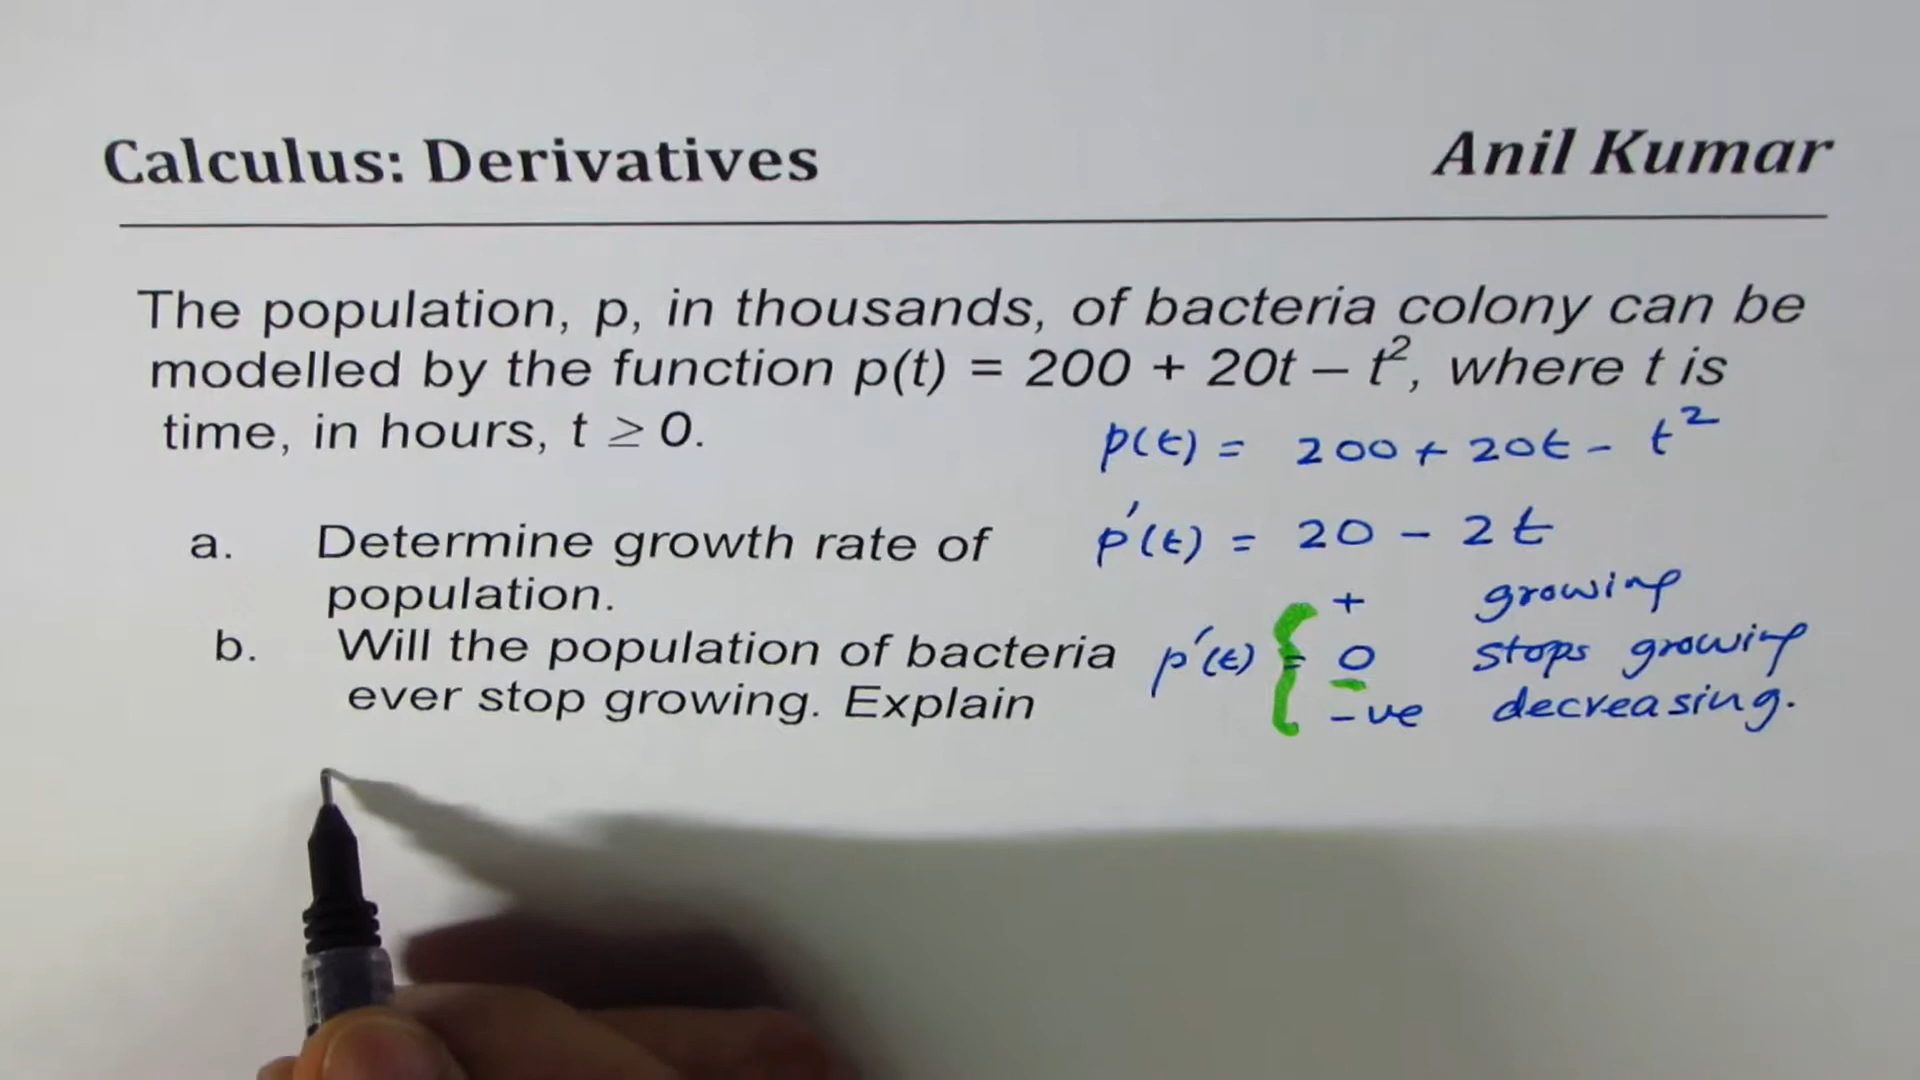 Calculus: Derivatives
Anil Kumar
The population, p, in thousands, of bacteria colony can be
modelled by the function p(t) = 200 + 20t – t², where t is
time, in hours, t ≥ 0.
p(t) = 200 + 20t - t²
a. Determine growth rate of
population.
p'(t) = 20 - 2t
b. Will the population of bacteria
ever stop growing. Explain
+ growing
p'(t) { = 0 stops growing
-ve decreasing.